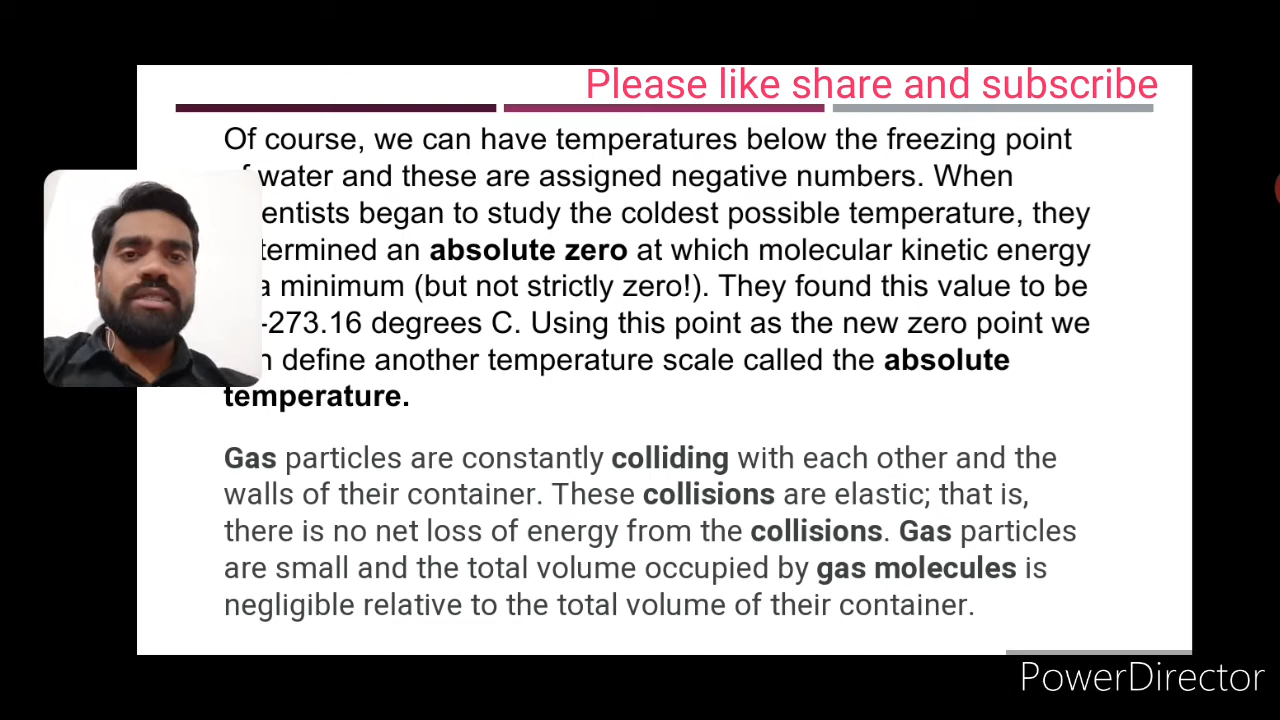 Please like share and subscribe
Of course, we can have temperatures below the freezing point
water and these are assigned negative numbers. When
entists began to study the coldest possible temperature, they
termined an absolute zero at which molecular kinetic energy
a minimum (but not strictly zero!). They found this value to be
-273.16 degrees C. Using this point as the new zero point we
define another temperature scale called the absolute
temperature.
Gas particles are constantly colliding with each other and the
walls of their container. These collisions are elastic; that is,
there is no net loss of energy from the collisions. Gas particles
are small and the total volume occupied by gas molecules is
negligible relative to the total volume of their container.
PowerDirector